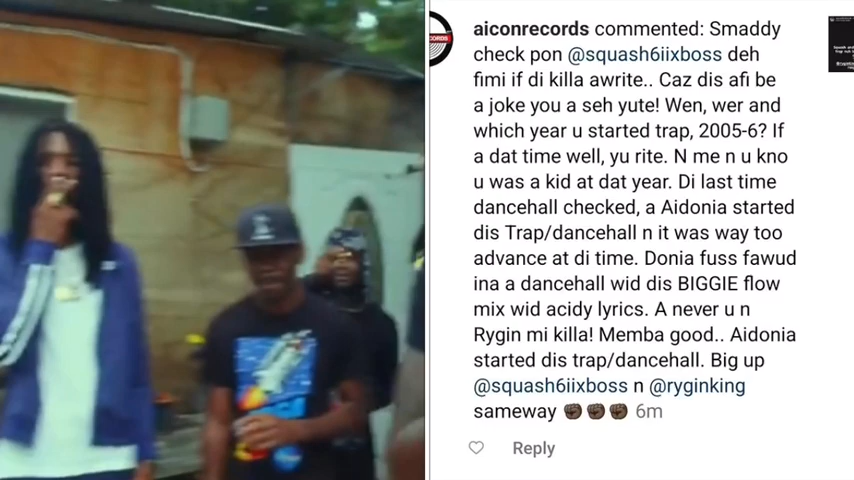 aiconrecords commented: Smaddy
check pon @squash6iixboss deh
fimi if di killa awrite.. Caz dis afi be
a joke you a seh yute! Wen, wer and
which year u started trap, 2005-6? If
a dat time well, yu rite. N me n u kno
u was a kid at dat year. Di last time
dancehall checked, a Aidonia started
dis Trap/dancehall n it was way too
advance at di time. Donia fuss fawud
ina a dancehall wid dis BIGGIE flow
mix wid acidy lyrics. A never u n
Rygin mi killa! Memba good.. Aidonia
started dis trap/dancehall. Big up
@squash6iixboss n @ryginking
sameway ✊🏿✊🏿✊🏿 6m
Reply